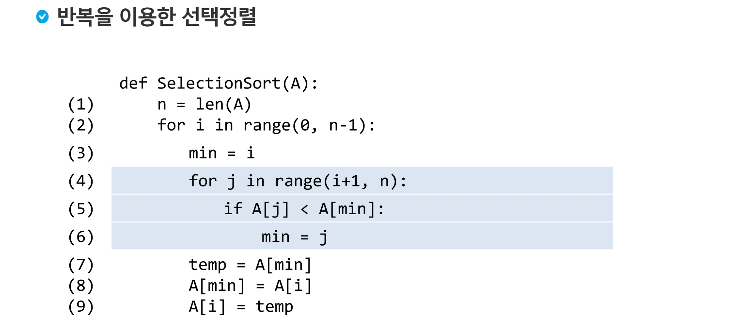 반복을 이용한 선택정렬
def SelectionSort(A):
(1) n = len(A)
(2) for i in range(0, n-1):
(3) min = i
(4) for j in range(i+1, n):
(5) if A[j] < A[min]:
(6) min = j
(7) temp = A[min]
(8) A[min] = A[i]
(9) A[i] = temp